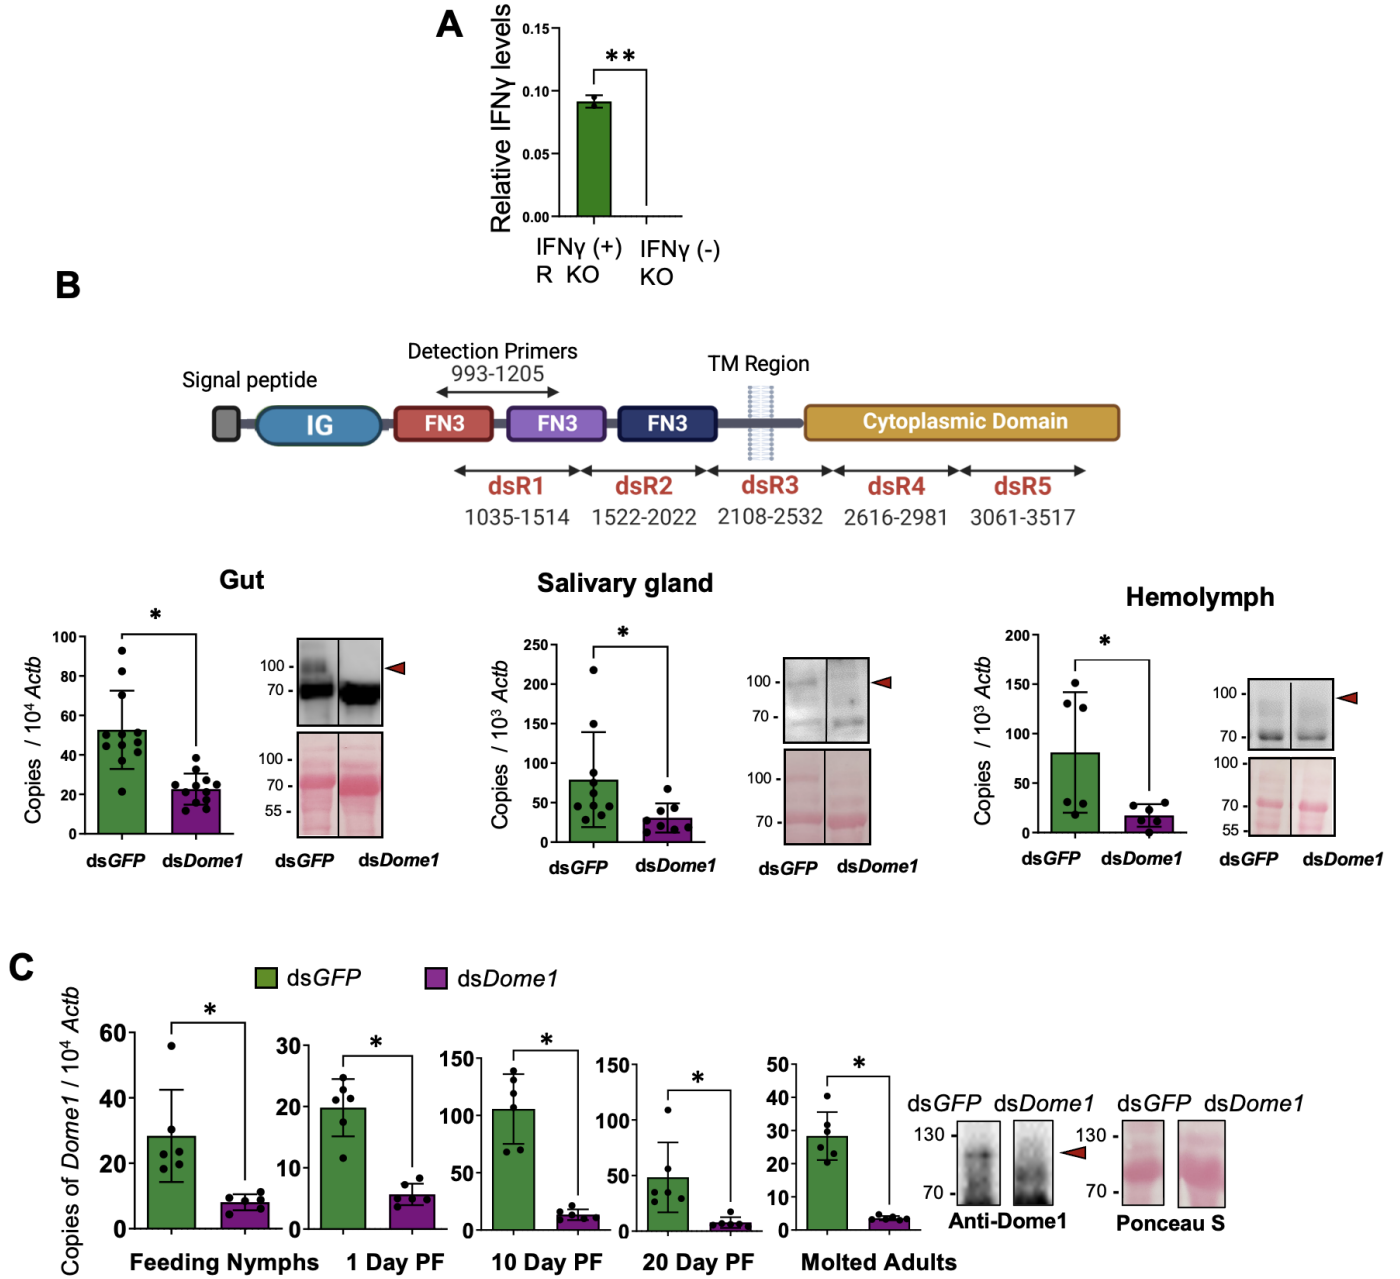 A
Relative IFNγ levels
0.15
0.10
0.05
0.00
**
IFNγ (+)
R KO
IFNγ (-)
KO
B
Signal peptide
Detection Primers
993-1205
TM Region
IG
FN3
FN3
FN3
Cytoplasmic Domain
dsR1
dsR2
dsR3
dsR4
dsR5
1035-1514
1522-2022
2108-2532
2616-2981
3061-3517
Gut
Copies / 10⁴ Actb
100
80
60
40
20
0
*
dsGFP
dsDome1
100 -
70 -
100 -
70 -
55 -
dsGFP
dsDome1
Salivary gland
Copies / 10³ Actb
250
200
150
100
50
0
*
dsGFP
dsDome1
100 -
70 -
100 -
70 -
dsGFP
dsDome1
Hemolymph
Copies / 10³ Actb
200
150
100
50
0
*
dsGFP
dsDome1
100 -
70 -
100 -
70 -
55 -
dsGFP
dsDome1
C
dsGFP
dsDome1
Copies of Dome1 / 10⁴ Actb
60
40
20
0
*
Feeding Nymphs
30
20
10
0
*
1 Day PF
150
100
50
0
*
10 Day PF
150
100
50
0
*
20 Day PF
50
40
30
20
10
0
*
Molted Adults
dsGFP
dsDome1
130 -
70 -
Anti-Dome1
dsGFP
dsDome1
130 -
70 -
Ponceau S